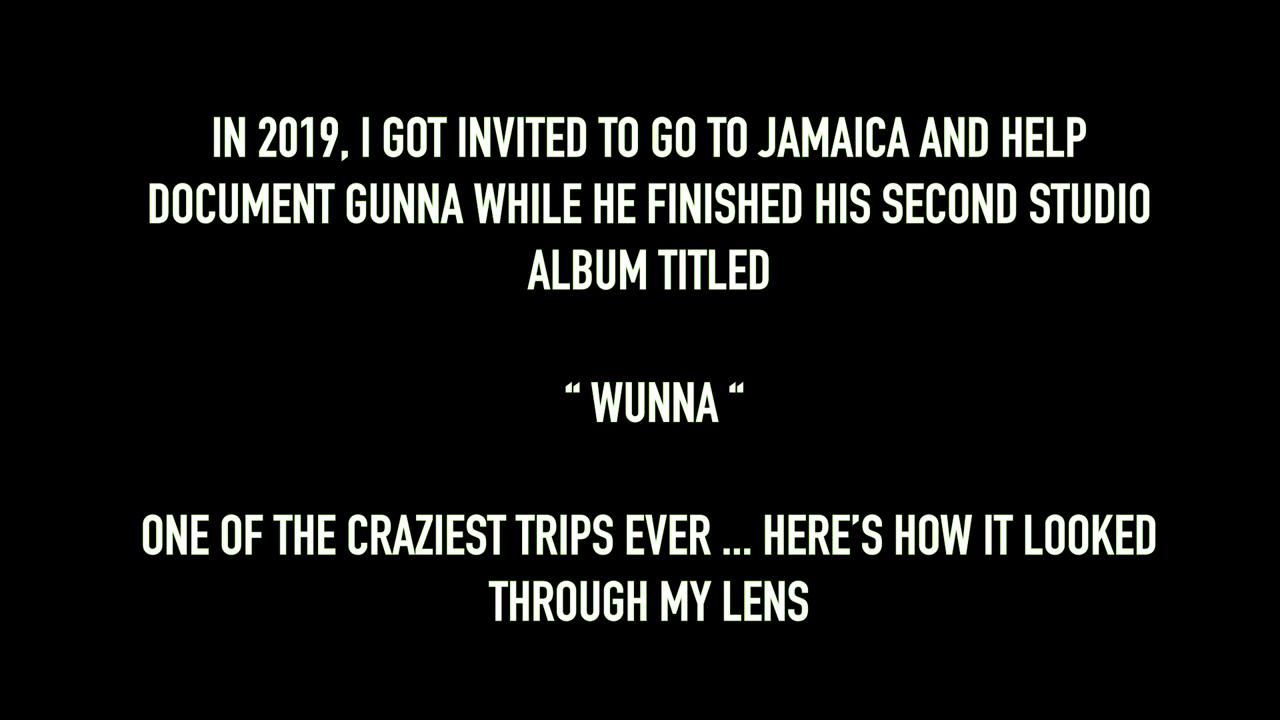 IN 2019, I GOT INVITED TO GO TO JAMAICA AND HELP
DOCUMENT GUNNA WHILE HE FINISHED HIS SECOND STUDIO
ALBUM TITLED
“ WUNNA “
ONE OF THE CRAZIEST TRIPS EVER ... HERE’S HOW IT LOOKED
THROUGH MY LENS